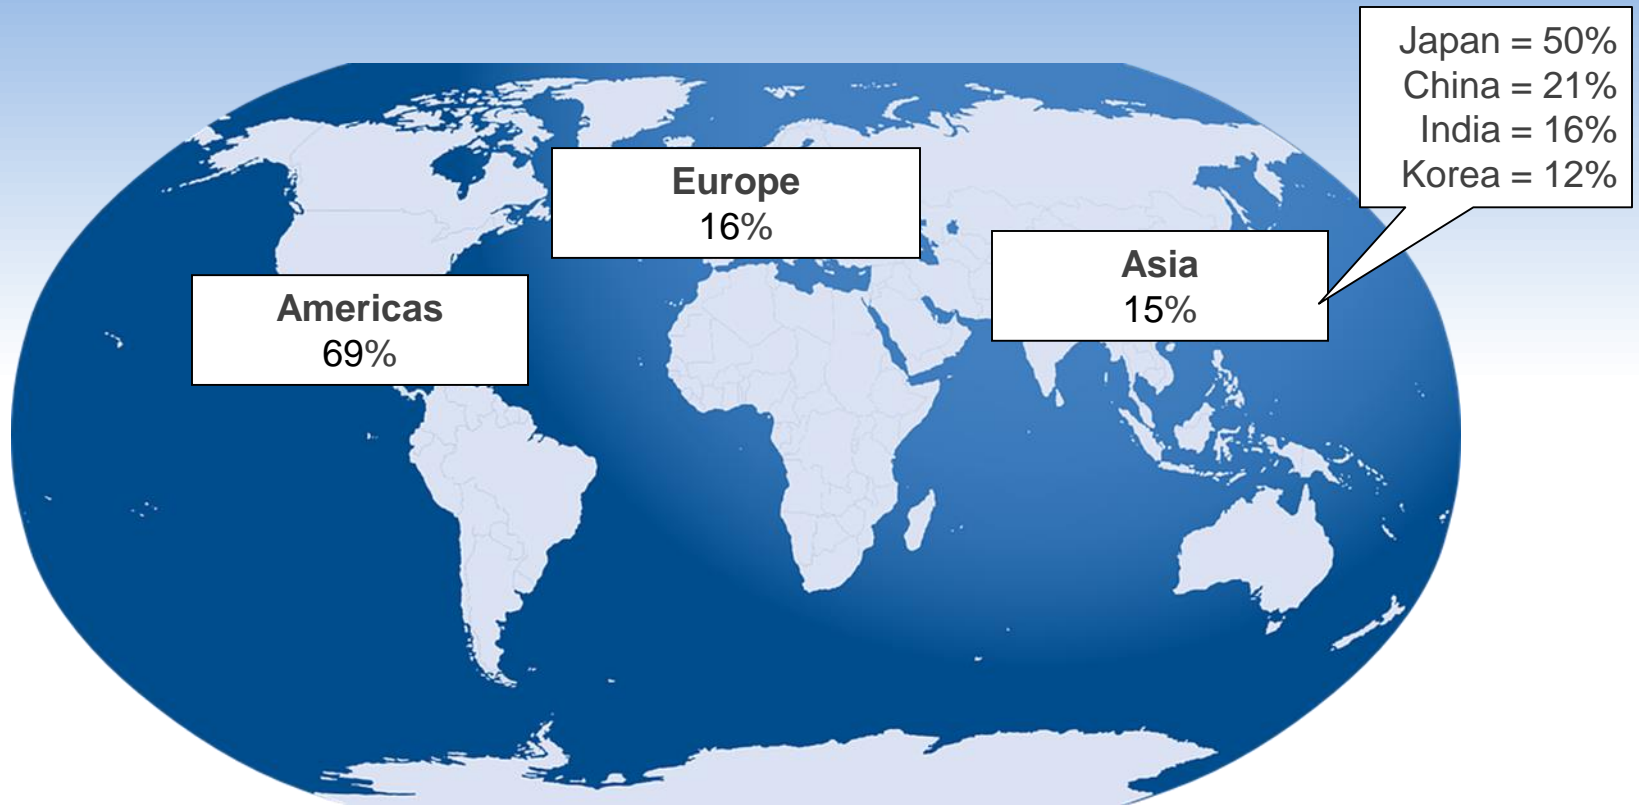 Japan = 50%
China = 21%
India = 16%
Korea = 12%
Europe
16%
Asia
15%
Americas
69%